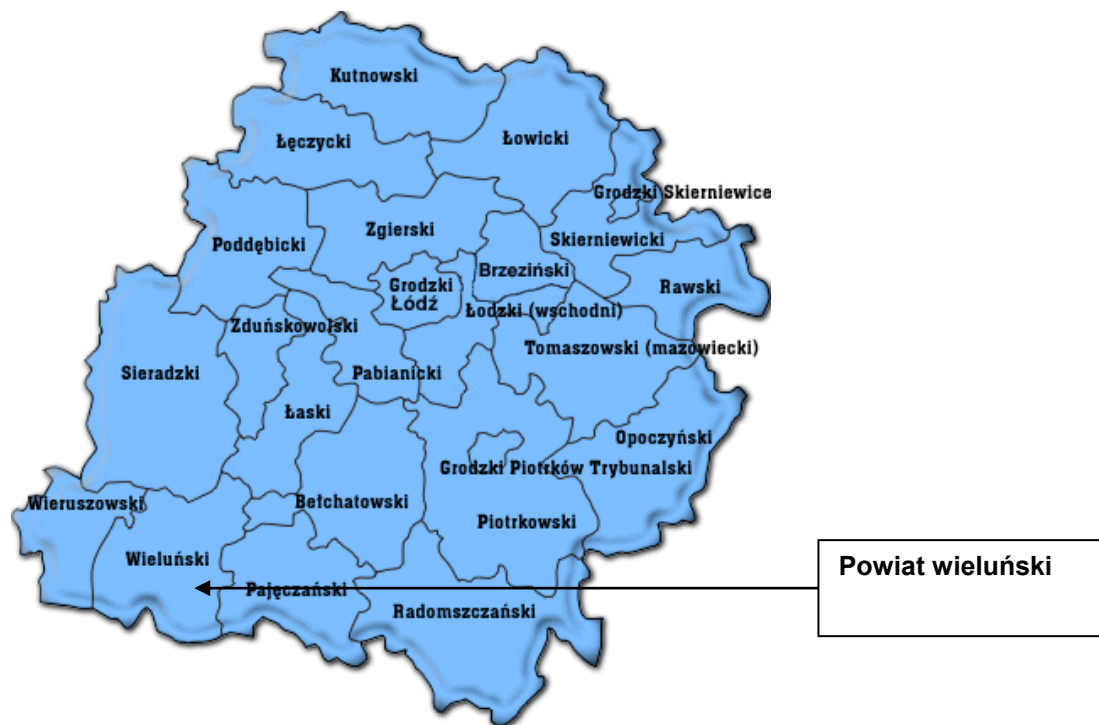 Kutnowski
Łęczycki
Łowicki
Grodzki Skierniewice
Zgierski
Skierniewicki
Poddębicki
Brzeziński
Grodzki
Łódź
Rawski
Łodzki (wschodni)
Zduńskowolski
Tomaszowski (mazowiecki)
Sieradzki
Pabianicki
Łaski
Opoczyński
Grodzki Piotrków Trybunalski
Wieruszowski
Bełchatowski
Piotrkowski
Wieluński
Powiat wieluński
Pajęczański
Radomszczański